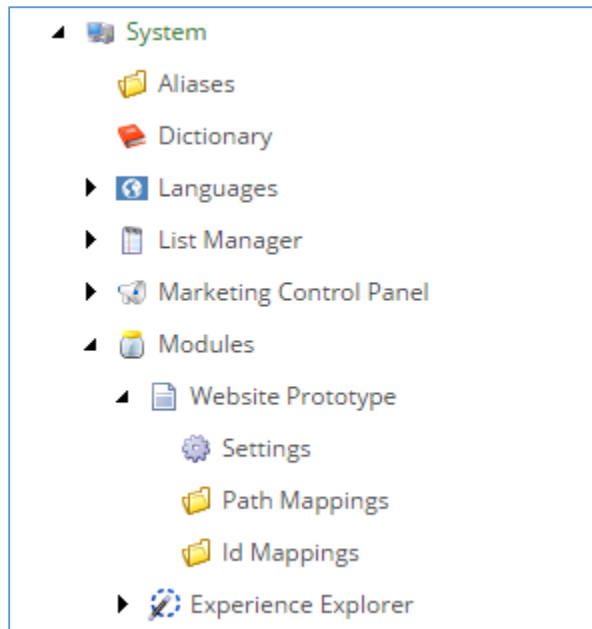 System
Aliases
Dictionary
Languages
List Manager
Marketing Control Panel
Modules
Website Prototype
Settings
Path Mappings
Id Mappings
Experience Explorer